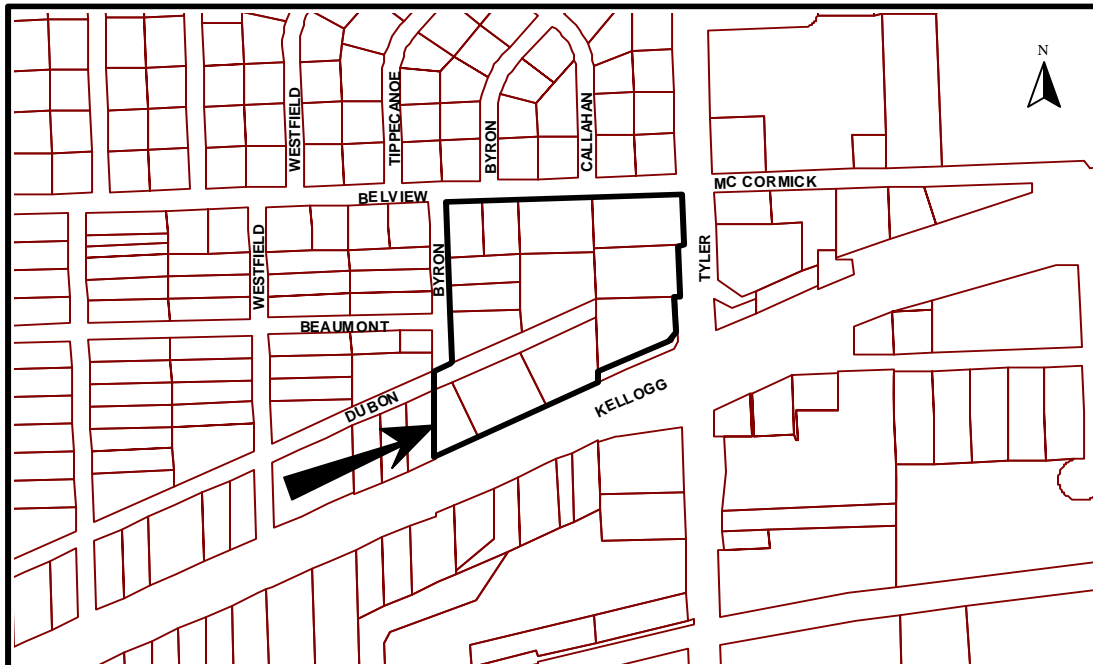 N
WESTFIELD
TIPPECANOE
BYRON
CALLAHAN
MC CORMICK
BELVIEW
WESTFIELD
BYRON
TYLER
BEAUMONT
DUBON
KELLOGG